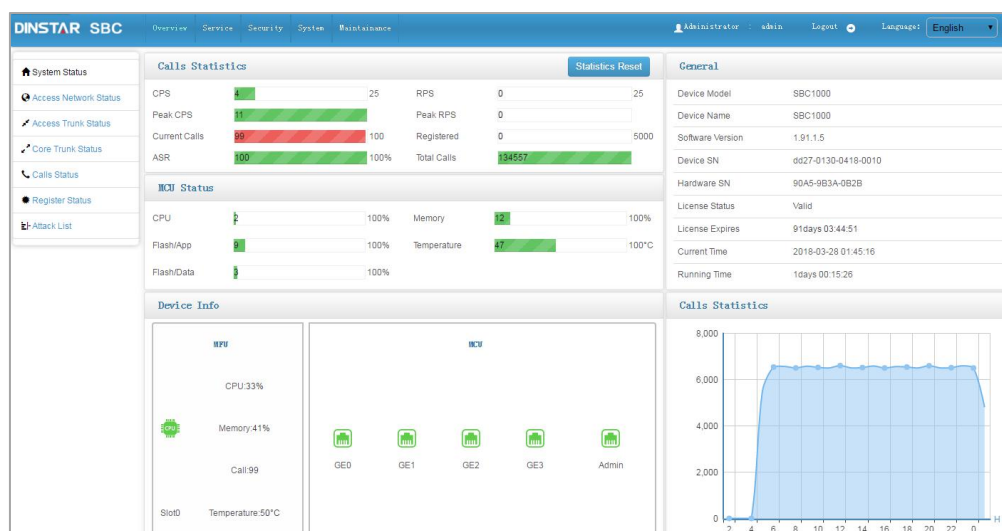 DINSTAR SBC
Overview Service Security System Maintainance
Administrator : admin Logout Language: English
System Status
Access Network Status
Access Trunk Status
Core Trunk Status
Calls Status
Register Status
Attack List
Calls Statistics Statistics Reset
CPS 4 25 RPS 0 25
Peak CPS 11 Peak RPS 0
Current Calls 99 100 Registered 0 5000
ASR 100 100% Total Calls 134557
MCU Status
CPU 2 100% Memory 12 100%
Flash/App 9 100% Temperature 47 100°C
Flash/Data 3 100%
General
Device Model SBC1000
Device Name SBC1000
Software Version 1.91.1.5
Device SN dd27-0130-0418-0010
Hardware SN 90A5-9B3A-0B2B
License Status Valid
License Expires 91days 03:44:51
Current Time 2018-03-28 01:45:16
Running Time 1days 00:15:26
Device Info
MFU
CPU:33%
CPU
Memory:41%
Call:99
Slot0 Temperature:50°C
MCU
GE0 GE1 GE2 GE3 Admin
Calls Statistics
8,000
6,000
4,000
2,000
0
2 4 6 8 10 12 14 16 18 20 22 0 H